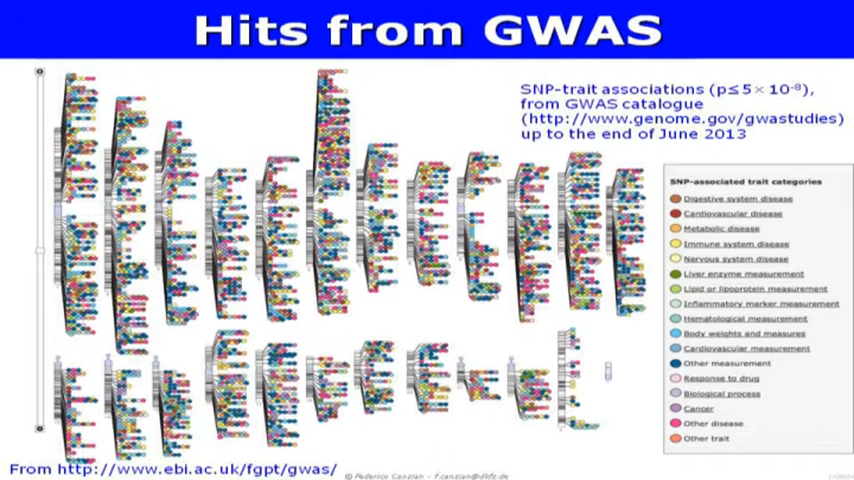 Hits from GWAS
SNP-trait associations (p≤5×10⁻⁸),
from GWAS catalogue
(http://www.genome.gov/gwastudies)
up to the end of June 2013
SNP-associated trait categories
Digestive system disease
Cardiovascular disease
Metabolic disease
Immune system disease
Nervous system disease
Liver enzyme measurement
Lipid or lipoprotein measurement
Inflammatory marker measurement
Hematological measurement
Body weights and measures
Cardiovascular measurement
Other measurement
Response to drug
Biological process
Cancer
Other disease
Other trait
From http://www.ebi.ac.uk/fgpt/gwas/
© Federico Canzian – f.canzian@dkfz.de